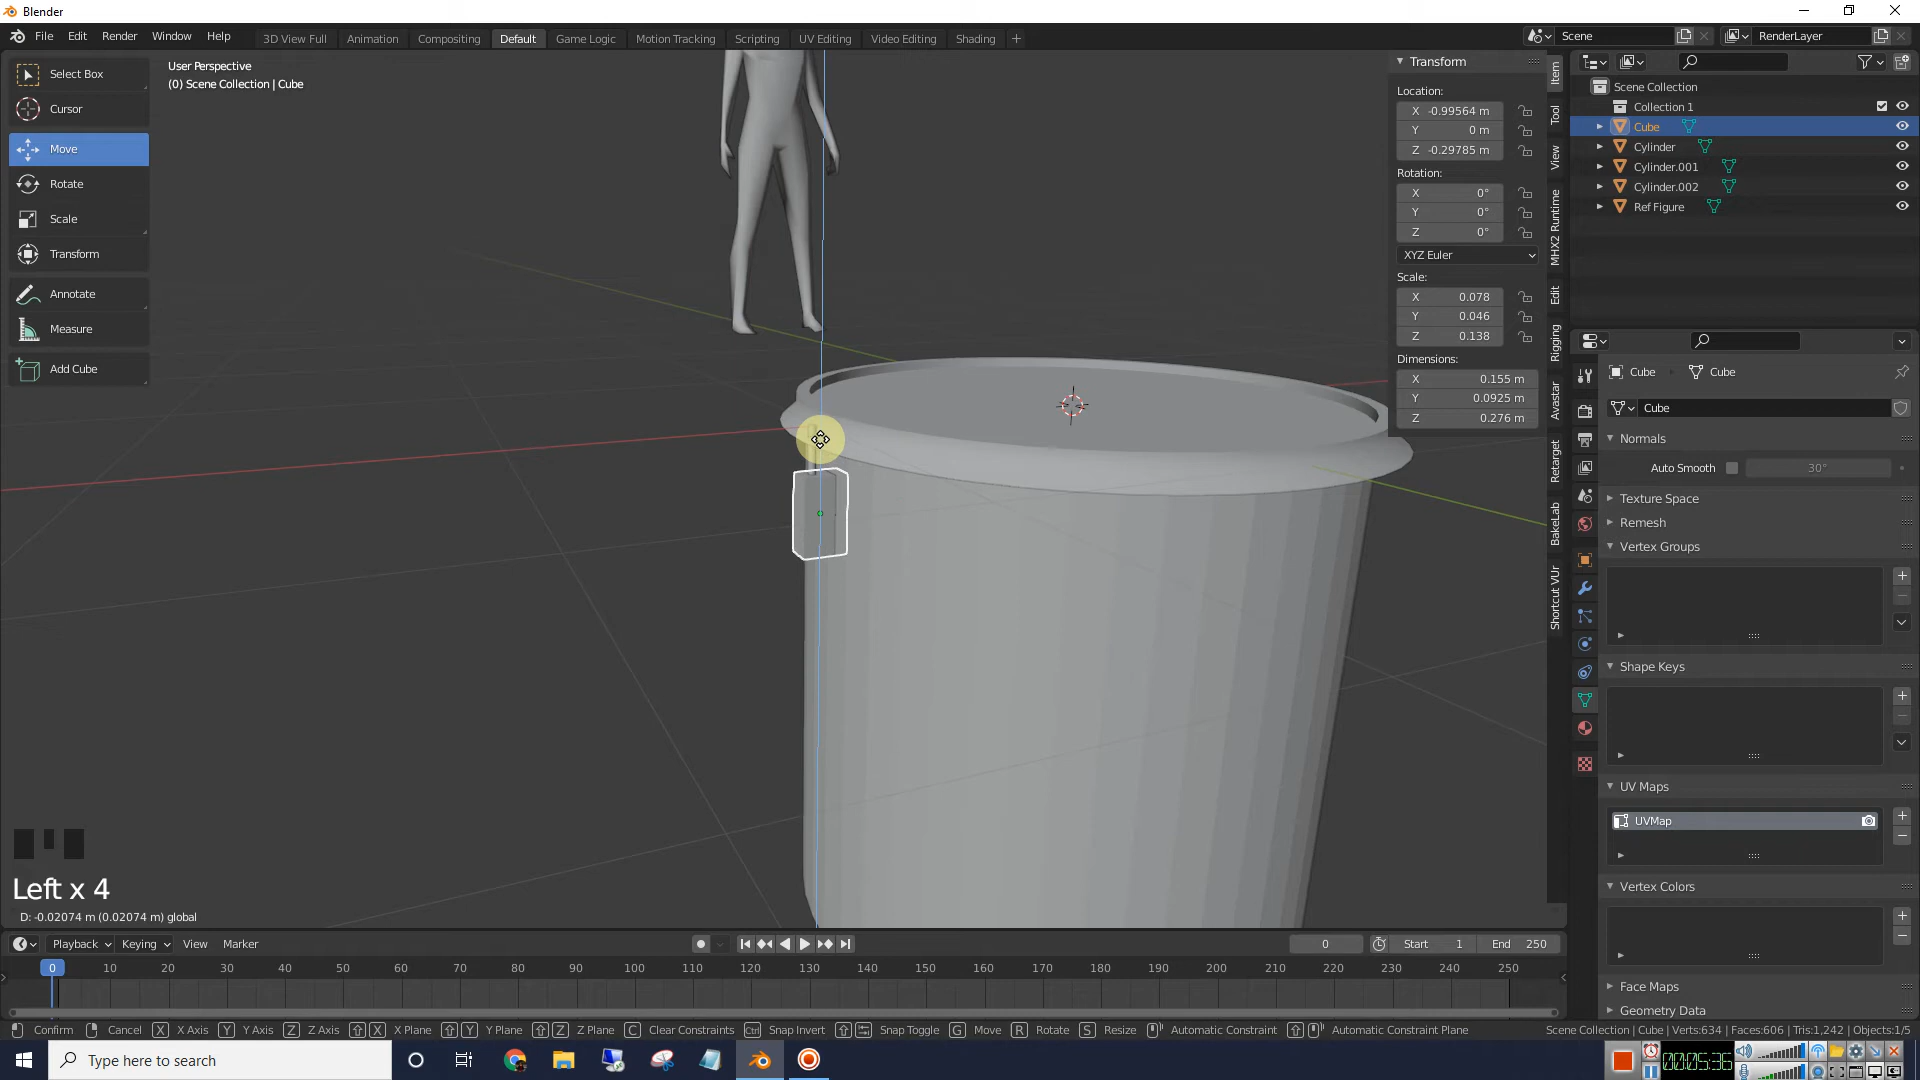 Blender
File Edit Render Window Help
3D View Full Animation Compositing Default Game Logic Motion Tracking Scripting UV Editing Video Editing Shading +
Scene
RenderLayer
Select Box
Cursor
Move
Rotate
Scale
Transform
Annotate
Measure
Add Cube
User Perspective
(0) Scene Collection | Cube
Transform
Location:
X -0.99564 m
Y 0 m
Z -0.29785 m
Rotation:
X 0°
Y 0°
Z 0°
XYZ Euler
Scale:
X 0.078
Y 0.046
Z 0.138
Dimensions:
X 0.155 m
Y 0.0925 m
Z 0.276 m
Item
Tool
View
MHX2 Runtime
Edit
Rigging
Avastar
Retarget
BakeLab
Shortcut VUr
Scene Collection
Collection 1
Cube
Cylinder
Cylinder.001
Cylinder.002
Ref Figure
Cube Cube
Cube
Normals
Auto Smooth 30°
Texture Space
Remesh
Vertex Groups
Shape Keys
UV Maps
UVMap
Vertex Colors
Face Maps
Geometry Data
Left x 4
D: -0.02074 m (0.02074 m) global
Playback Keying View Marker
0 Start 1 End 250
0 10 20 30 40 50 60 70 80 90 100 110 120 130 140 150 160 170 180 190 200 210 220 230 240 250
Confirm Cancel X X Axis Y Y Axis Z Z Axis X X Plane Y Y Plane Z Z Plane C Clear Constraints Ctrl Snap Invert Snap Toggle G Move R Rotate S Resize Automatic Constraint Automatic Constraint Plane
Scene Collection | Cube | Verts:634 | Faces:606 | Tris:1,242 | Objects:1/5
Type here to search
00:05:36